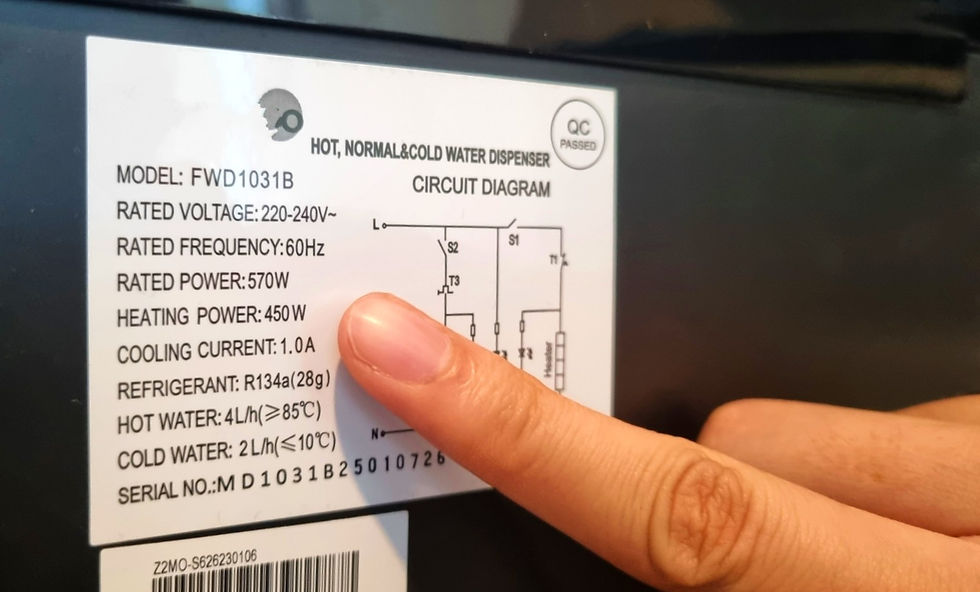 QC
PASSED
HOT, NORMAL&COLD WATER DISPENSER
CIRCUIT DIAGRAM
MODEL: FWD1031B
RATED VOLTAGE: 220-240V~
RATED FREQUENCY: 60Hz
RATED POWER: 570W
HEATING POWER: 450W
COOLING CURRENT: 1.0A
REFRIGERANT: R134a(28g)
HOT WATER: 4L/h(≥85℃)
COLD WATER: 2L/h(≤10℃)
SERIAL NO.: MD1031B25010726
L
S2
S1
T1
T3
Heater
N
Z2MO-S626230106